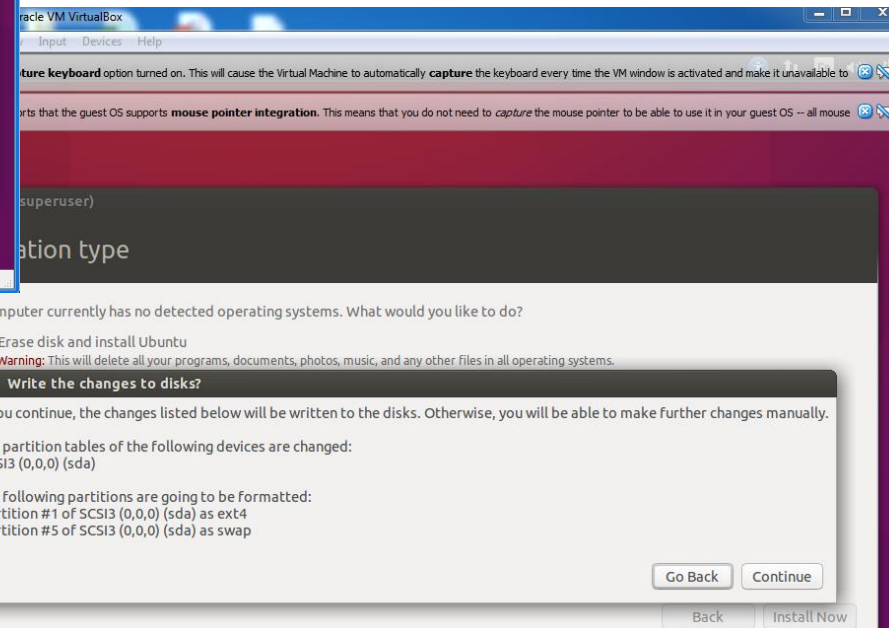 racle VM VirtualBox
Input Devices Help
ture keyboard option turned on. This will cause the Virtual Machine to automatically capture the keyboard every time the VM window is activated and make it unavailable to
rts that the guest OS supports mouse pointer integration. This means that you do not need to capture the mouse pointer to be able to use it in your guest OS -- all mouse
superuser)
ation type
mputer currently has no detected operating systems. What would you like to do?
Erase disk and install Ubuntu
Warning: This will delete all your programs, documents, photos, music, and any other files in all operating systems.
Write the changes to disks?
ou continue, the changes listed below will be written to the disks. Otherwise, you will be able to make further changes manually.
partition tables of the following devices are changed:
SI3 (0,0,0) (sda)
following partitions are going to be formatted:
tition #1 of SCSI3 (0,0,0) (sda) as ext4
tition #5 of SCSI3 (0,0,0) (sda) as swap
Go Back Continue
Back Install Now